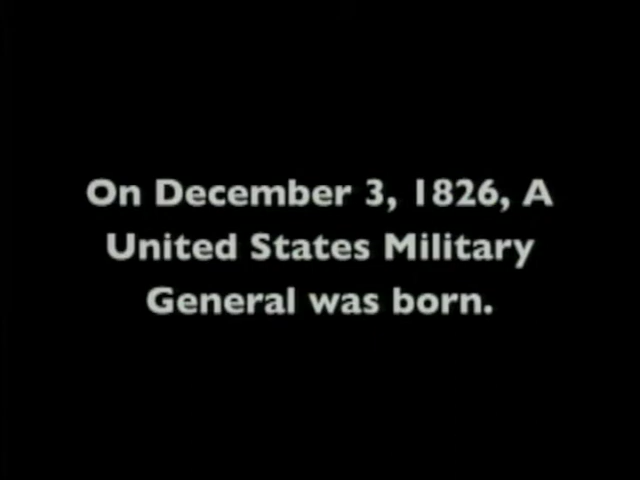 On December 3, 1826, A
United States Military
General was born.